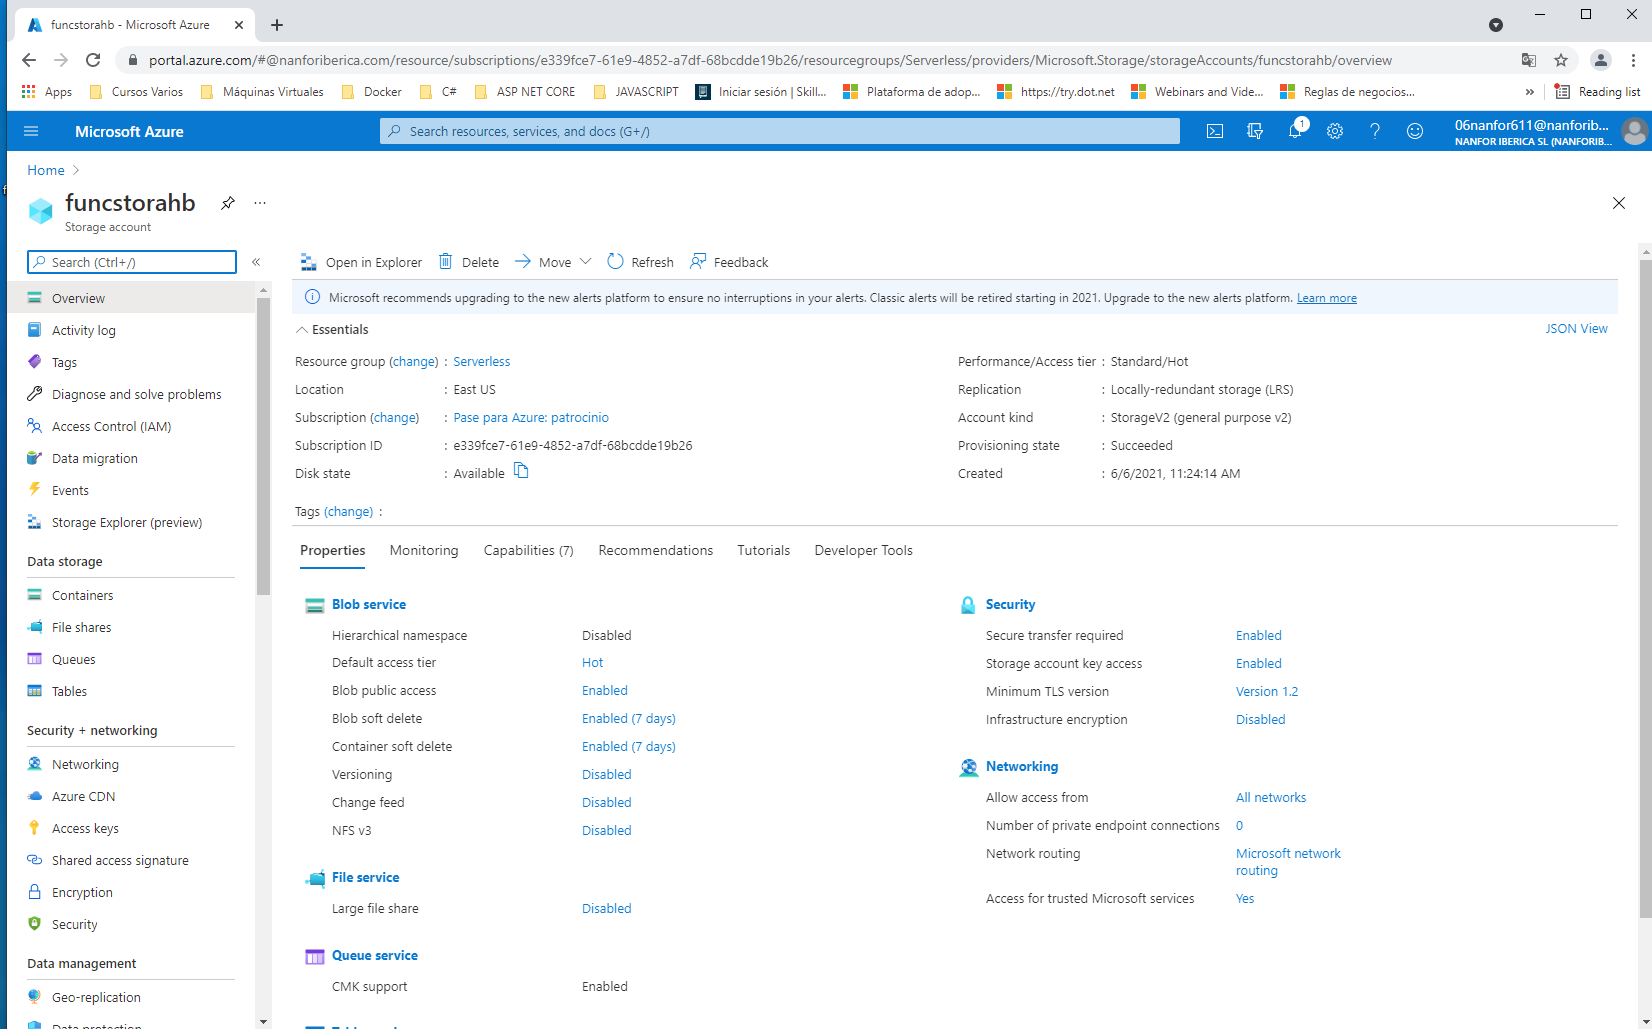 funcstorahb - Microsoft Azure
portal.azure.com/#@nanforiberica.com/resource/subscriptions/e339fce7-61e9-4852-a7df-68bcdde19b26/resourcegroups/Serverless/providers/Microsoft.Storage/storageAccounts/funcstorahb/overview
Apps Cursos Varios Máquinas Virtuales Docker C# ASP NET CORE JAVASCRIPT Iniciar sesión | Skill... Plataforma de adop... https://try.dot.net Webinars and Vide... Reglas de negocios... » Reading list
Microsoft Azure
Search resources, services, and docs (G+/)
1
06nanfor611@nanforib...
NANFOR IBERICA SL (NANFORIB...
Home >
funcstorahb
Storage account
Search (Ctrl+/)
«
Overview
Activity log
Tags
Diagnose and solve problems
Access Control (IAM)
Data migration
Events
Storage Explorer (preview)
Data storage
Containers
File shares
Queues
Tables
Security + networking
Networking
Azure CDN
Access keys
Shared access signature
Encryption
Security
Data management
Geo-replication
Data protection
Open in Explorer Delete Move Refresh Feedback
Microsoft recommends upgrading to the new alerts platform to ensure no interruptions in your alerts. Classic alerts will be retired starting in 2021. Upgrade to the new alerts platform. Learn more
Essentials
JSON View
Resource group (change) : Serverless
Location : East US
Subscription (change) : Pase para Azure: patrocinio
Subscription ID : e339fce7-61e9-4852-a7df-68bcdde19b26
Disk state : Available
Performance/Access tier : Standard/Hot
Replication : Locally-redundant storage (LRS)
Account kind : StorageV2 (general purpose v2)
Provisioning state : Succeeded
Created : 6/6/2021, 11:24:14 AM
Tags (change) :
Properties Monitoring Capabilities (7) Recommendations Tutorials Developer Tools
Blob service
Hierarchical namespace Disabled
Default access tier Hot
Blob public access Enabled
Blob soft delete Enabled (7 days)
Container soft delete Enabled (7 days)
Versioning Disabled
Change feed Disabled
NFS v3 Disabled
File service
Large file share Disabled
Queue service
CMK support Enabled
Security
Secure transfer required Enabled
Storage account key access Enabled
Minimum TLS version Version 1.2
Infrastructure encryption Disabled
Networking
Allow access from All networks
Number of private endpoint connections 0
Network routing Microsoft network
routing
Access for trusted Microsoft services Yes